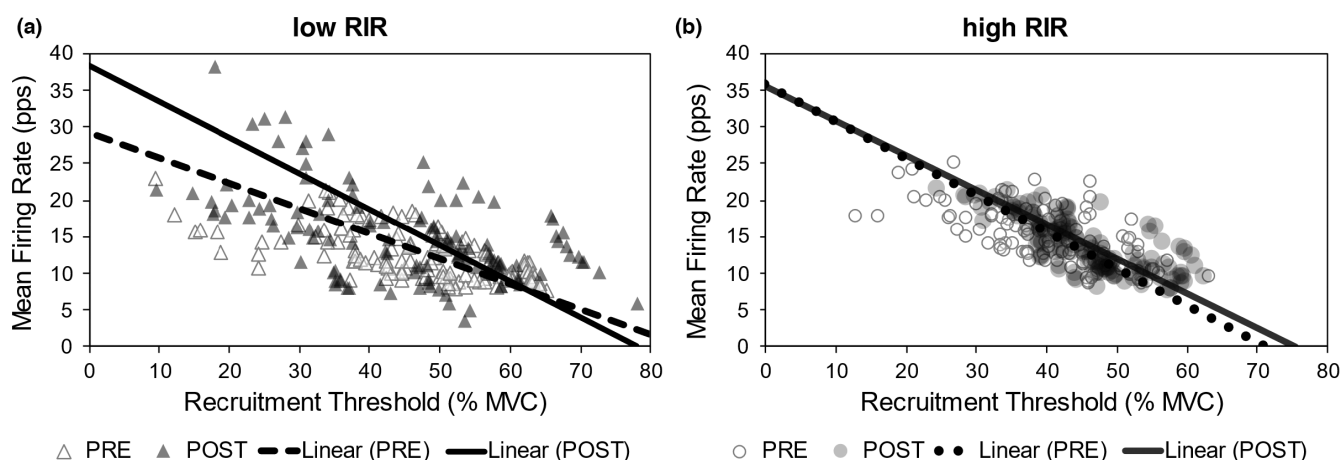 (a)
low RIR
Mean Firing Rate (pps)
40
35
30
25
20
15
10
5
0
0 10 20 30 40 50 60 70 80
Recruitment Threshold (% MVC)
PRE POST Linear (PRE) Linear (POST)
(b)
high RIR
Mean Firing Rate (pps)
40
35
30
25
20
15
10
5
0
0 10 20 30 40 50 60 70 80
Recruitment Threshold (% MVC)
PRE POST Linear (PRE) Linear (POST)